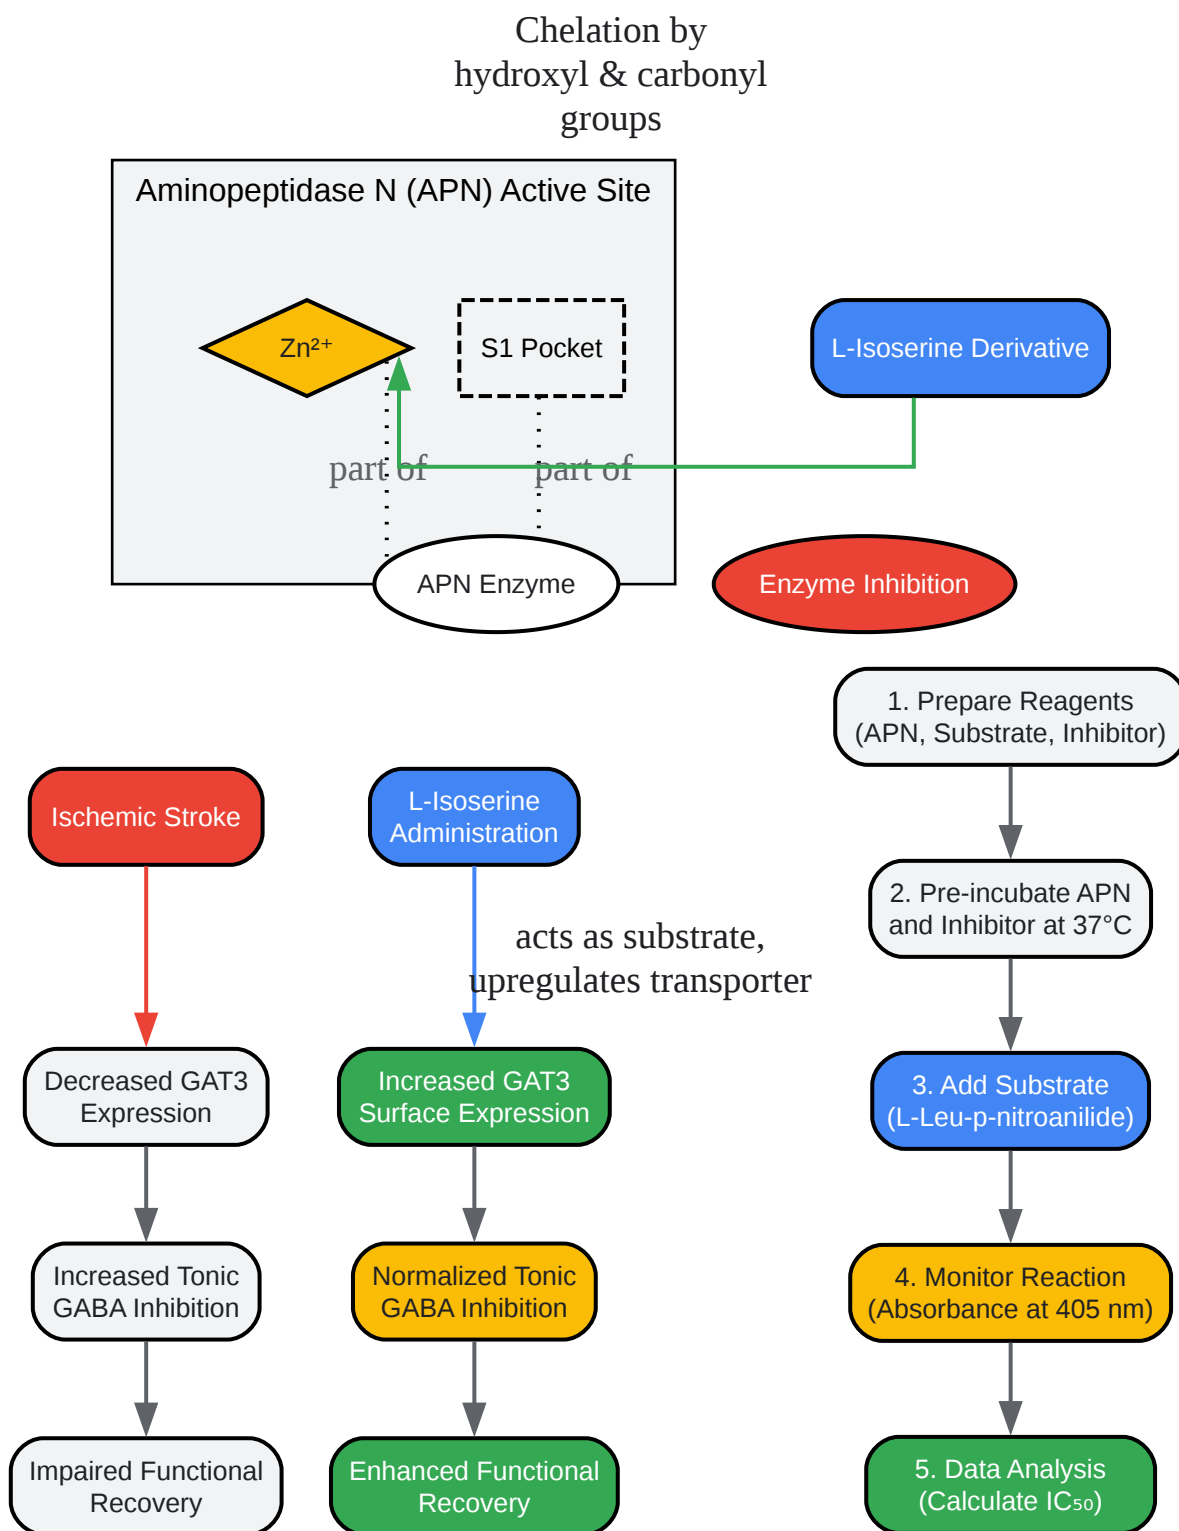 Chelation by
hydroxyl & carbonyl
groups
Aminopeptidase N (APN) Active Site
Zn²⁺
S1 Pocket
L-Isoserine Derivative
part of
part of
APN Enzyme
Enzyme Inhibition
Ischemic Stroke
Decreased GAT3
Expression
Increased Tonic
GABA Inhibition
Impaired Functional
Recovery
L-Isoserine
Administration
acts as substrate,
upregulates transporter
Increased GAT3
Surface Expression
Normalized Tonic
GABA Inhibition
Enhanced Functional
Recovery
1. Prepare Reagents
(APN, Substrate, Inhibitor)
2. Pre-incubate APN
and Inhibitor at 37°C
3. Add Substrate
(L-Leu-p-nitroanilide)
4. Monitor Reaction
(Absorbance at 405 nm)
5. Data Analysis
(Calculate IC₅₀)